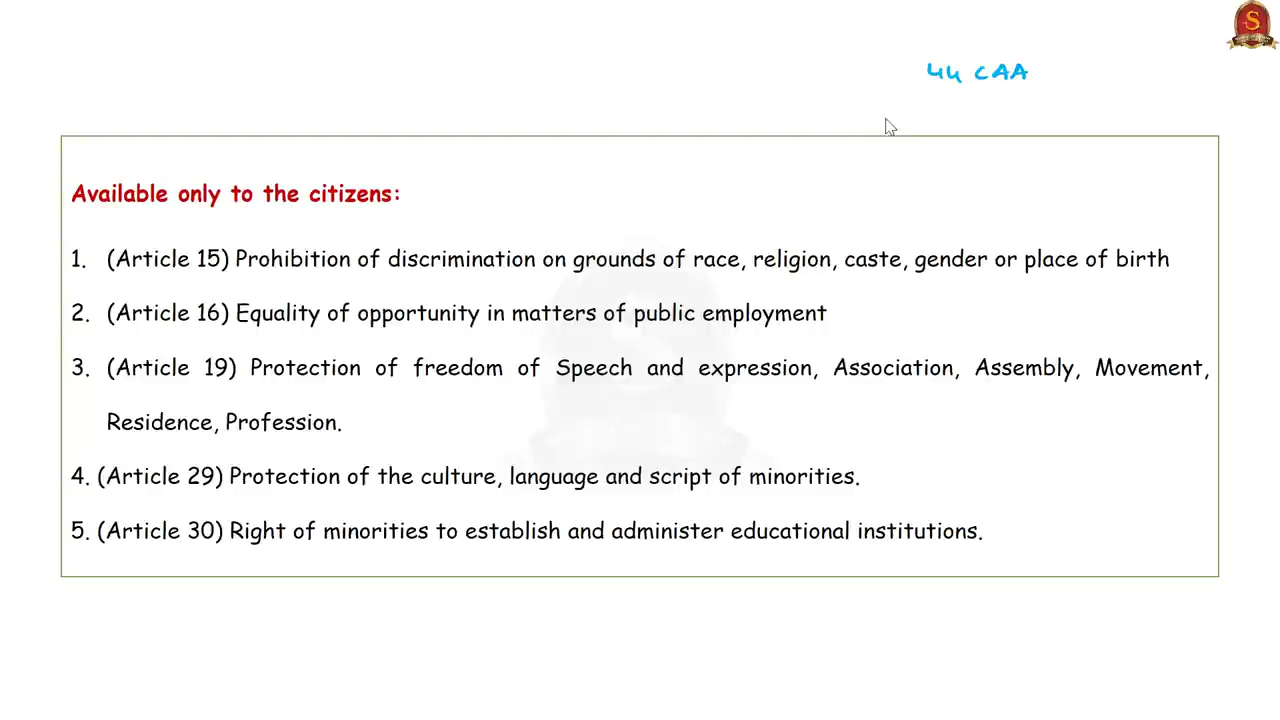 44 CAA
Available only to the citizens:
1. (Article 15) Prohibition of discrimination on grounds of race, religion, caste, gender or place of birth
2. (Article 16) Equality of opportunity in matters of public employment
3. (Article 19) Protection of freedom of Speech and expression, Association, Assembly, Movement,
Residence, Profession.
4. (Article 29) Protection of the culture, language and script of minorities.
5. (Article 30) Right of minorities to establish and administer educational institutions.